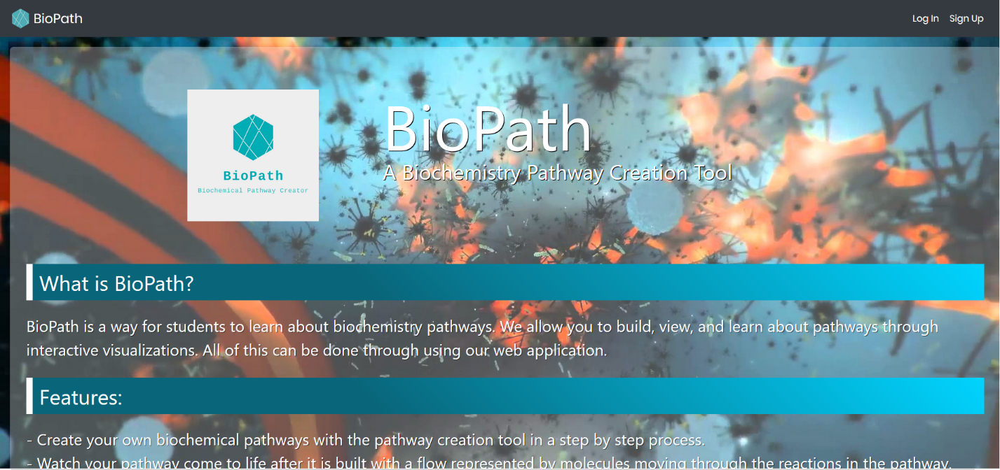 BioPath
Log In Sign Up
BioPath
A Biochemistry Pathway Creation Tool
BioPath
Biochemical Pathway Creator
What is BioPath?
BioPath is a way for students to learn about biochemistry pathways. We allow you to build, view, and learn about pathways through
interactive visualizations. All of this can be done through using our web application.
Features:
- Create your own biochemical pathways with the pathway creation tool in a step by step process.
- Watch your pathway come to life after it is built with a flow represented by molecules moving through the reactions in the pathway.